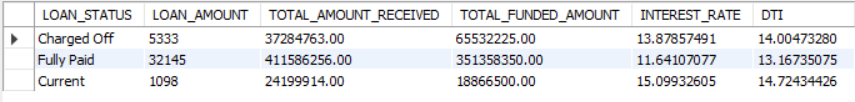 LOAN_STATUS LOAN_AMOUNT TOTAL_AMOUNT_RECEIVED TOTAL_FUNDED_AMOUNT INTEREST_RATE DTI
Charged Off 5333 37284763.00 65532225.00 13.87857491 14.00473280
Fully Paid 32145 411586256.00 351358350.00 11.64107077 13.16735075
Current 1098 24199914.00 18866500.00 15.09932605 14.72434426